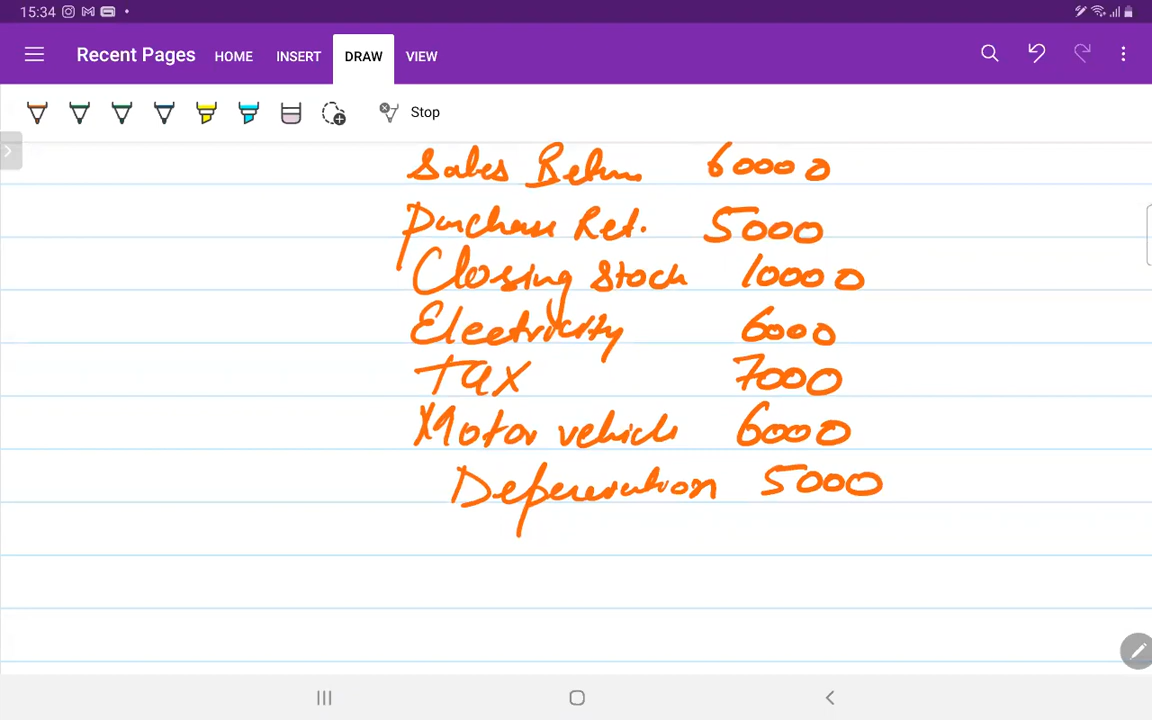 15:34
Recent Pages HOME INSERT DRAW VIEW
Stop
Sales Return 60000
Purchase Ret. 5000
Closing Stock 10000
Electricity 6000
TAX 7000
Motor vehicle 6000
Depreciation 5000